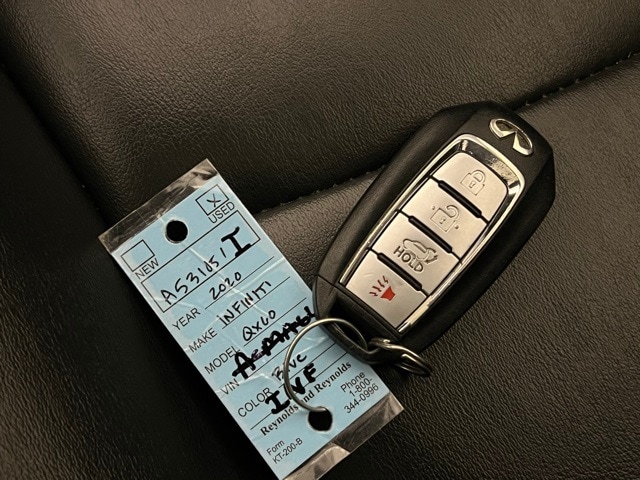 X
NEW
USED
A53105I I
YEAR 2020
MAKE INFINITI
MODEL QX60
VIN
COLOR
INF
Reynolds and Reynolds
Form
KT-200-B
Phone
1-800-
344-0996
HOLD